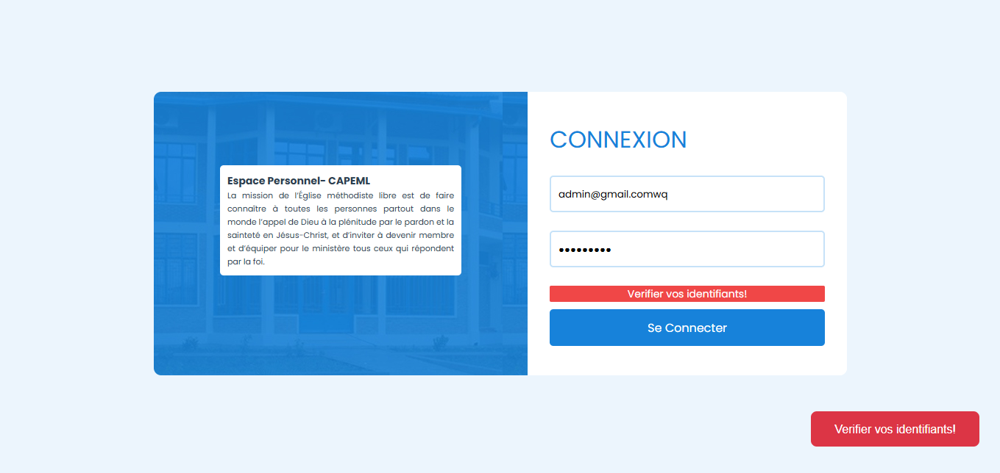 Espace Personnel- CAPEML
La mission de l'Église méthodiste libre est de faire
connaître à toutes les personnes partout dans le
monde l'appel de Dieu à la plénitude par le pardon et la
sainteté en Jésus-Christ, et d'inviter à devenir membre
et d'équiper pour le ministère tous ceux qui répondent
par la foi.
CONNEXION
admin@gmail.comwq
•••••••••
Verifier vos identifiants!
Se Connecter
Verifier vos identifiants!